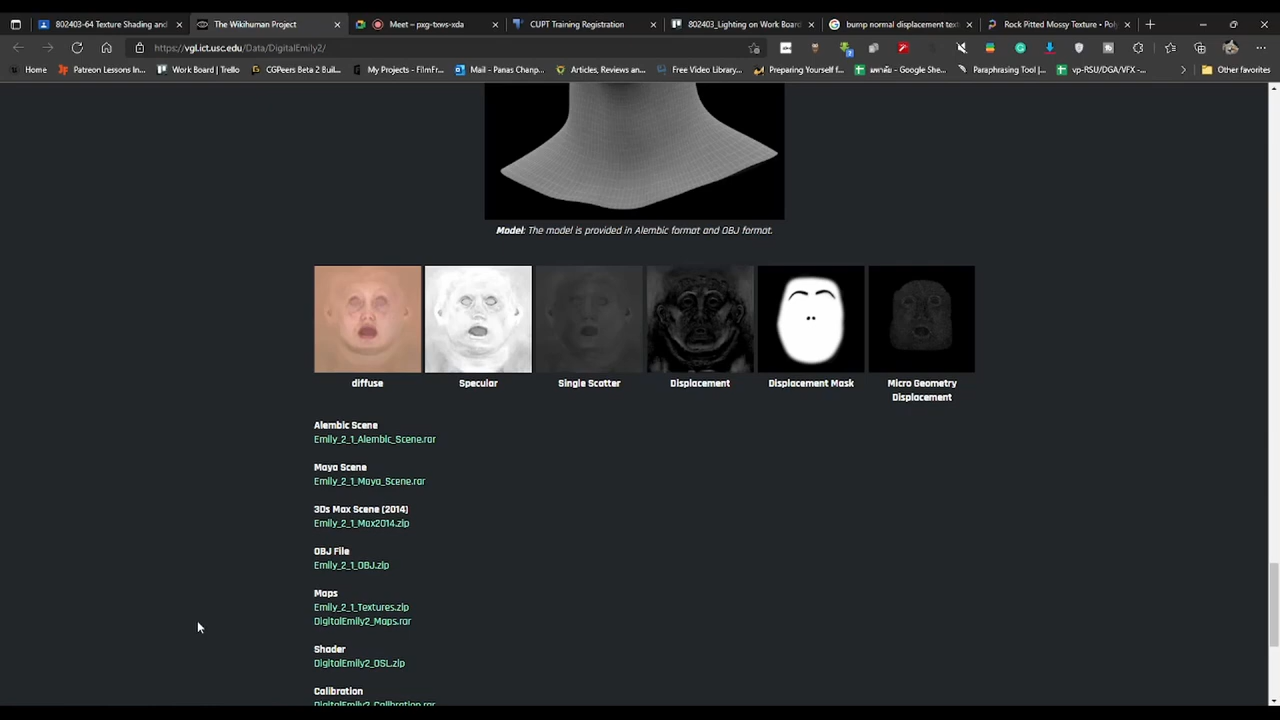 802403-64 Texture Shading and
The Wikihuman Project
Meet – pxg-txws-xda
CUPT Training Registration
802403_Lighting on Work Board
bump normal displacement text
Rock Pitted Mossy Texture • Poly
https://vgl.ict.usc.edu/Data/DigitalEmily2/
Home
Patreon Lessons In...
Work Board | Trello
CGPeers Beta 2 Buil...
My Projects - FilmFr...
Mail – Panas Chanp...
Articles, Reviews an...
Free Video Library...
Preparing Yourself f...
- Google She...
Paraphrasing Tool |...
vp-RSU/DGA/VFX -...
Other favorites
Model: The model is provided in Alembic format and OBJ format.
diffuse
Specular
Single Scatter
Displacement
Displacement Mask
Micro Geometry
Displacement
Alembic Scene
Emily_2_1_Alembic_Scene.rar
Maya Scene
Emily_2_1_Maya_Scene.rar
3Ds Max Scene (2014)
Emily_2_1_Max2014.zip
OBJ File
Emily_2_1_OBJ.zip
Maps
Emily_2_1_Textures.zip
DigitalEmily2_Maps.rar
Shader
DigitalEmily2_OSL.zip
Calibration
DigitalEmily2_Calibration.rar